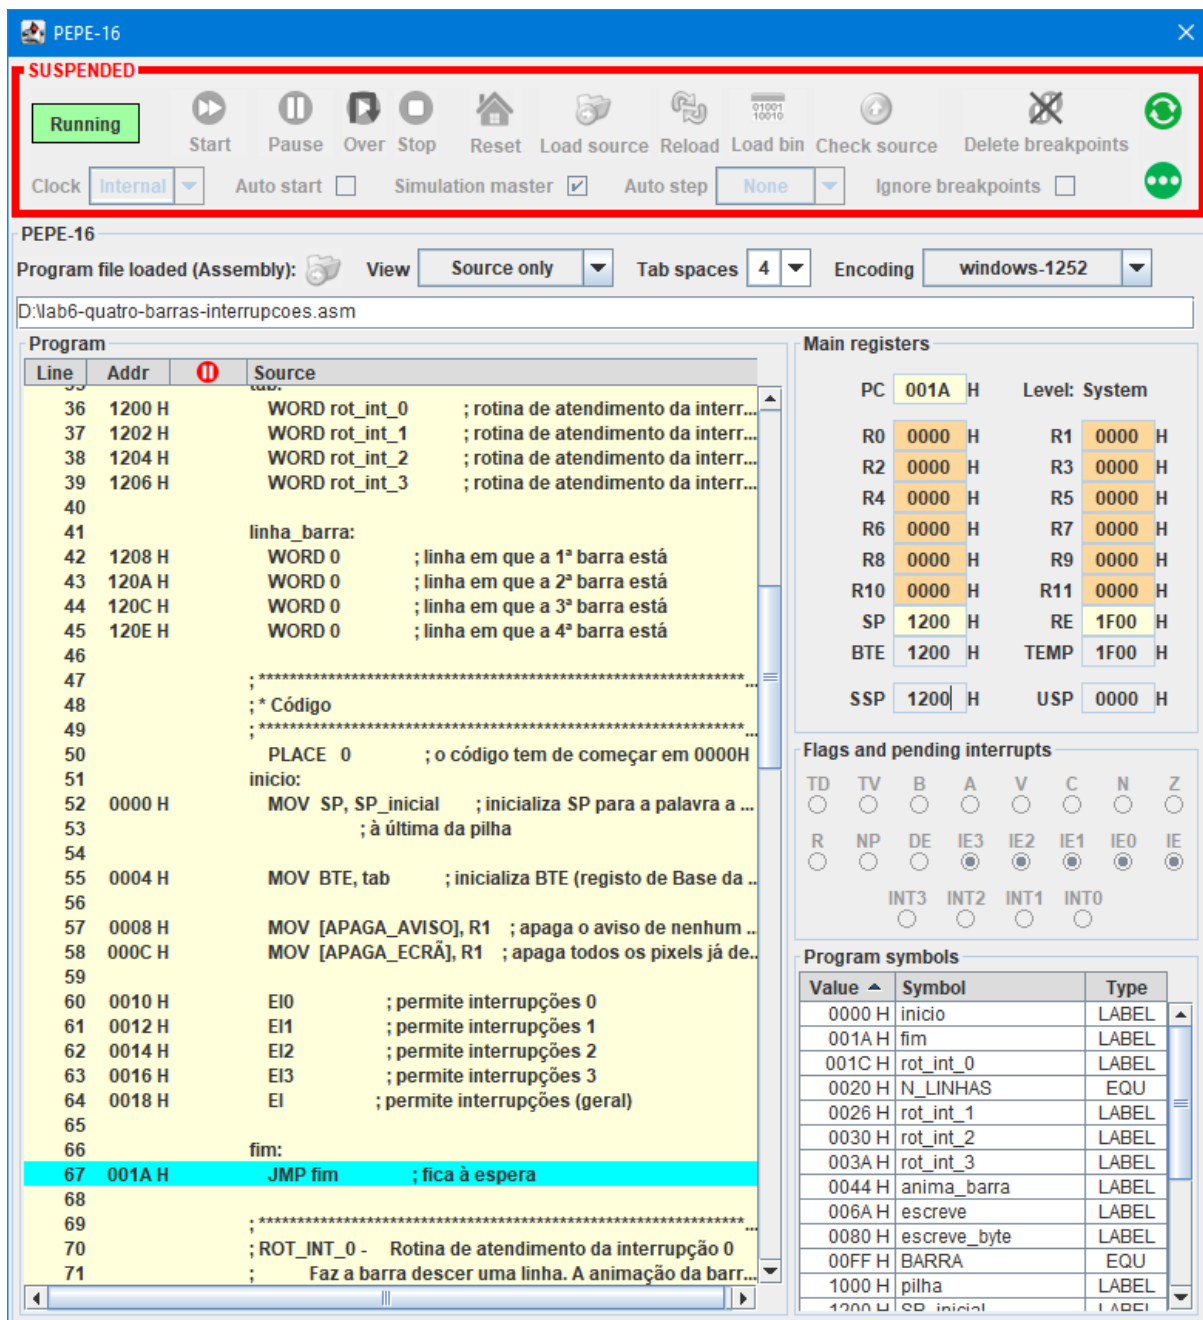 PEPE-16
SUSPENDED
Running
Start Pause Over Stop Reset Load source Reload Load bin Check source Delete breakpoints
01001
10010
Clock Internal Auto start Simulation master Auto step None Ignore breakpoints
PEPE-16
Program file loaded (Assembly): View Source only Tab spaces 4 Encoding windows-1252
D:\lab6-quatro-barras-interrupcoes.asm
Program
Line Addr Source
35 tab:
36 1200 H WORD rot_int_0 ; rotina de atendimento da interr...
37 1202 H WORD rot_int_1 ; rotina de atendimento da interr...
38 1204 H WORD rot_int_2 ; rotina de atendimento da interr...
39 1206 H WORD rot_int_3 ; rotina de atendimento da interr...
40
41 linha_barra:
42 1208 H WORD 0 ; linha em que a 1ª barra está
43 120A H WORD 0 ; linha em que a 2ª barra está
44 120C H WORD 0 ; linha em que a 3ª barra está
45 120E H WORD 0 ; linha em que a 4ª barra está
46
47 ; *****************************************************************...
48 ; * Código
49 ; *****************************************************************...
50 PLACE 0 ; o código tem de começar em 0000H
51 inicio:
52 0000 H MOV SP, SP_inicial ; inicializa SP para a palavra a ...
53 ; à última da pilha
54
55 0004 H MOV BTE, tab ; inicializa BTE (registo de Base da ..
56
57 0008 H MOV [APAGA_AVISO], R1 ; apaga o aviso de nenhum ...
58 000C H MOV [APAGA_ECRÃ], R1 ; apaga todos os pixels já de..
59
60 0010 H EI0 ; permite interrupções 0
61 0012 H EI1 ; permite interrupções 1
62 0014 H EI2 ; permite interrupções 2
63 0016 H EI3 ; permite interrupções 3
64 0018 H EI ; permite interrupções (geral)
65
66 fim:
67 001A H JMP fim ; fica à espera
68
69 ; *****************************************************************...
70 ; ROT_INT_0 - Rotina de atendimento da interrupção 0
71 ; Faz a barra descer uma linha. A animação da barr...
Main registers
PC 001A H Level: System
R0 0000 H R1 0000 H
R2 0000 H R3 0000 H
R4 0000 H R5 0000 H
R6 0000 H R7 0000 H
R8 0000 H R9 0000 H
R10 0000 H R11 0000 H
SP 1200 H RE 1F00 H
BTE 1200 H TEMP 1F00 H
SSP 1200 H USP 0000 H
Flags and pending interrupts
TD TV B A V C N Z
R NP DE IE3 IE2 IE1 IE0 IE
INT3 INT2 INT1 INT0
Program symbols
Value Symbol Type
0000 H inicio LABEL
001A H fim LABEL
001C H rot_int_0 LABEL
0020 H N_LINHAS EQU
0026 H rot_int_1 LABEL
0030 H rot_int_2 LABEL
003A H rot_int_3 LABEL
0044 H anima_barra LABEL
006A H escreve LABEL
0080 H escreve_byte LABEL
00FF H BARRA EQU
1000 H pilha LABEL
1200 H SP_inicial LABEL